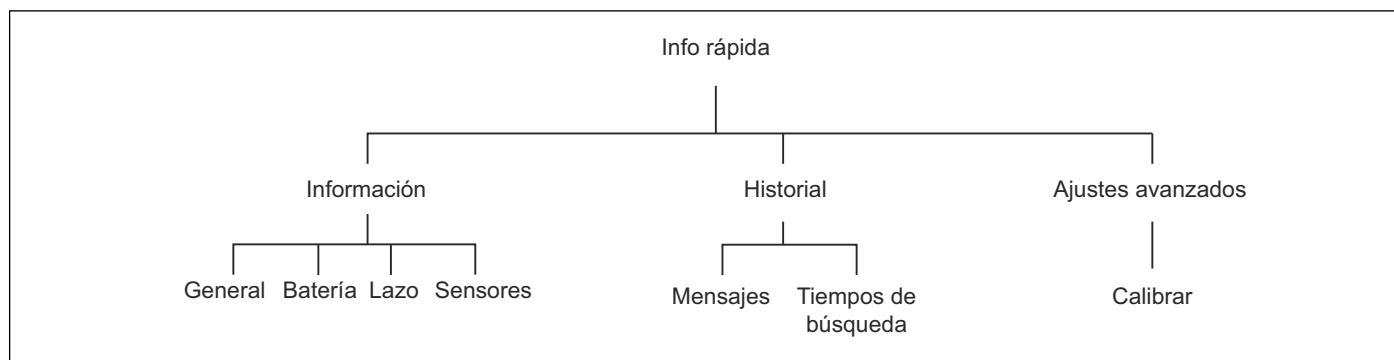 Info rápida
Información
Historial
Ajustes avanzados
General
Batería
Lazo
Sensores
Mensajes
Tiempos de
búsqueda
Calibrar